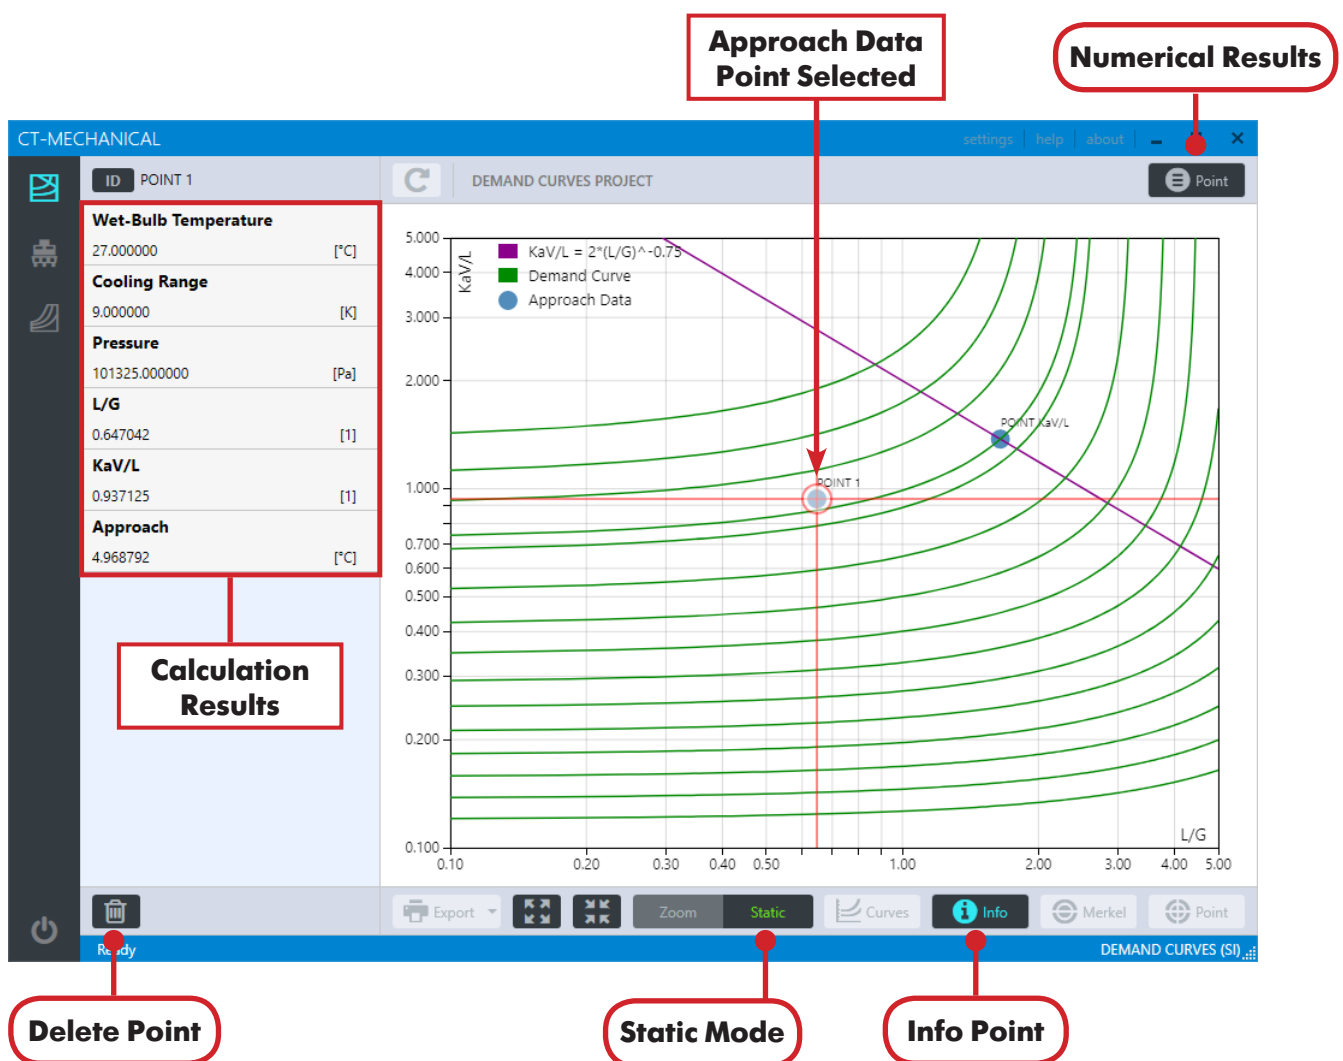 Approach Data
Point Selected
Numerical Results
CT-MECHANICAL
settings
help
about
ID
POINT 1
DEMAND CURVES PROJECT
Point
Wet-Bulb Temperature
27.000000 [°C]
Cooling Range
9.000000 [K]
Pressure
101325.000000 [Pa]
L/G
0.647042 [1]
KaV/L
0.937125 [1]
Approach
4.968792 [°C]
Calculation
Results
KaV/L
KaV/L = 2*(L/G)^-0.75
Demand Curve
Approach Data
POINT KaV/L
POINT 1
5.000
4.000
3.000
2.000
1.000
0.700
0.600
0.500
0.400
0.300
0.200
0.100
L/G
0.10 0.20 0.30 0.40 0.50 1.00 2.00 3.00 4.00 5.00
Export
Zoom
Static
Curves
Info
Merkel
Point
Ready
DEMAND CURVES (SI)
Delete Point
Static Mode
Info Point